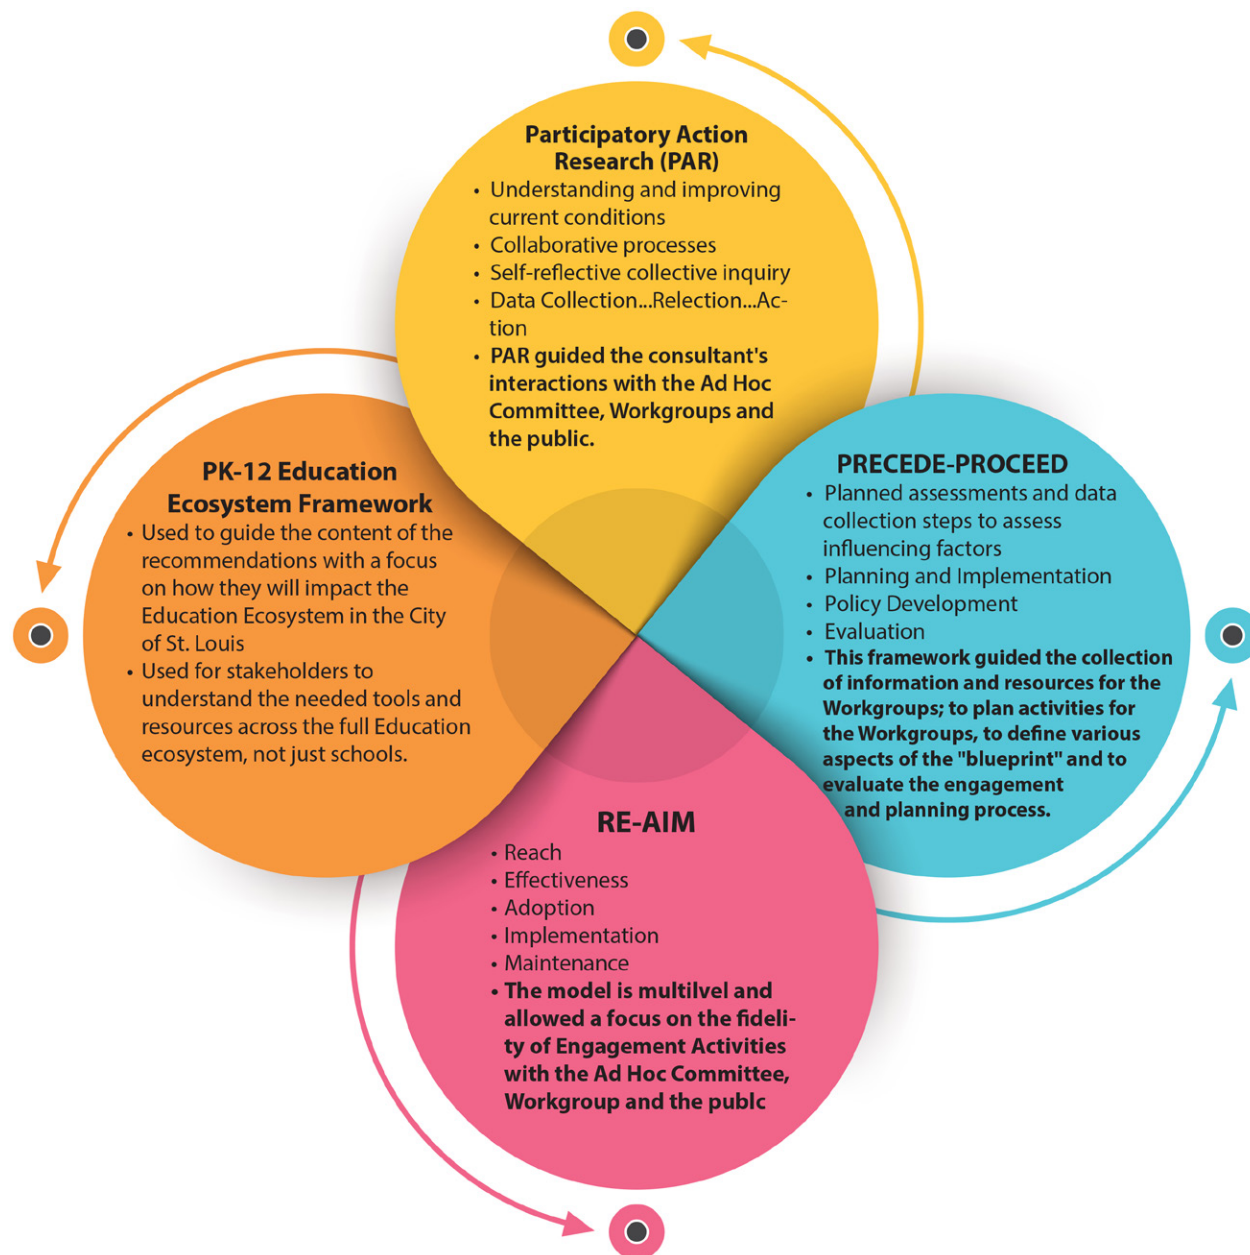 Participatory Action
Research (PAR)
• Understanding and improving
current conditions
• Collaborative processes
• Self-reflective collective inquiry
• Data Collection...Relection...Ac-
tion
• PAR guided the consultant's
interactions with the Ad Hoc
Committee, Workgroups and
the public.
PK-12 Education
Ecosystem Framework
• Used to guide the content of the
recommendations with a focus
on how they will impact the
Education Ecosystem in the City
of St. Louis
• Used for stakeholders to
understand the needed tools and
resources across the full Education
ecosystem, not just schools.
PRECEDE-PROCEED
• Planned assessments and data
collection steps to assess
influencing factors
• Planning and Implementation
• Policy Development
• Evaluation
• This framework guided the collection
of information and resources for the
Workgroups; to plan activities for
the Workgroups, to define various
aspects of the "blueprint" and to
evaluate the engagement
and planning process.
RE-AIM
• Reach
• Effectiveness
• Adoption
• Implementation
• Maintenance
• The model is multilvel and
allowed a focus on the fideli-
ty of Engagement Activities
with the Ad Hoc Committee,
Workgroup and the publc